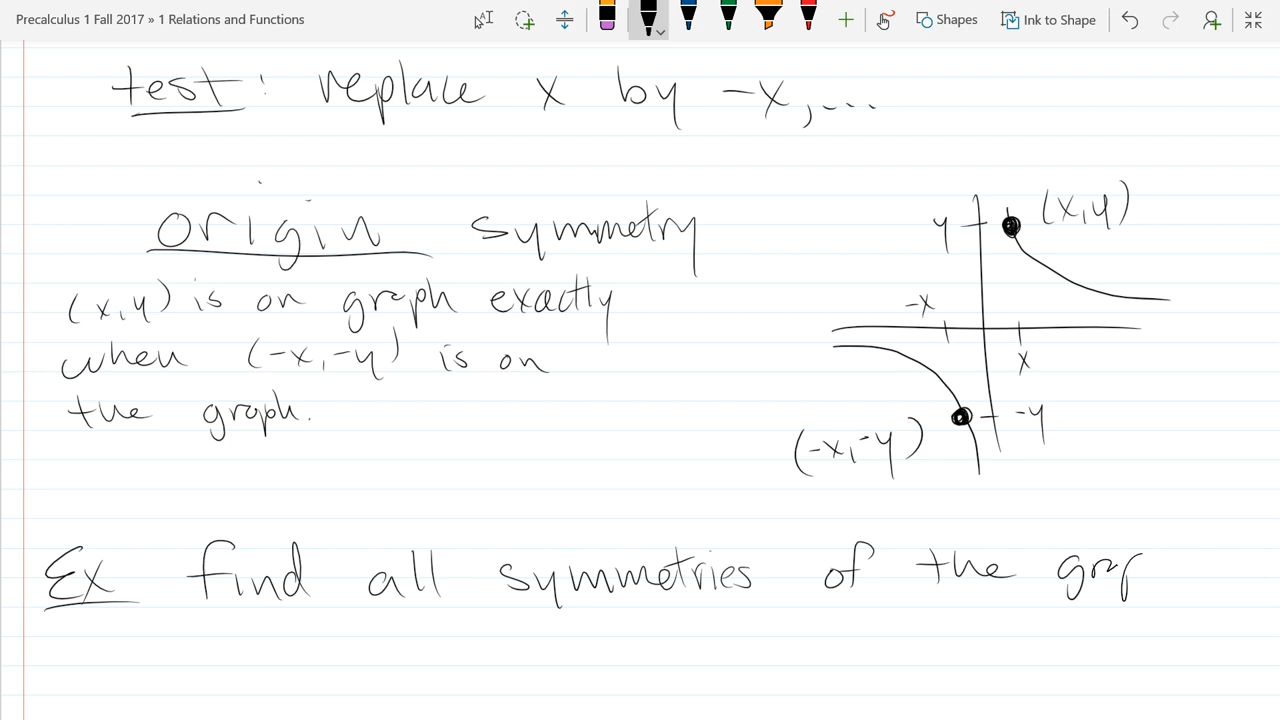 Precalculus 1 Fall 2017 » 1 Relations and Functions
Shapes
Ink to Shape
test: replace x by -x,...
origin symmetry
(x,y) is on graph exactly
when (-x,-y) is on
the graph.
y
(x,y)
-x
x
-y
(-x,-y)
Ex find all symmetries of the grap